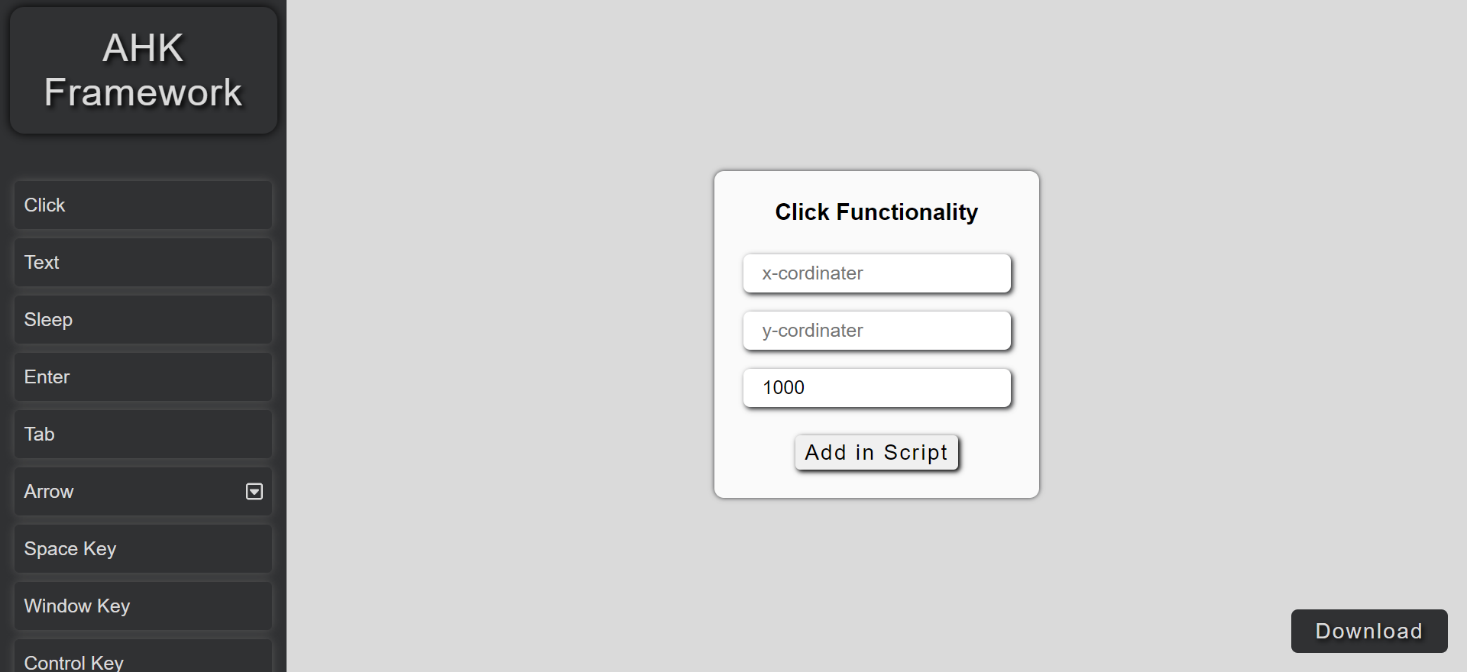 AHK
Framework
Click
Text
Sleep
Enter
Tab
Arrow
Space Key
Window Key
Control Key
Click Functionality
x-cordinater
y-cordinater
1000
Add in Script
Download